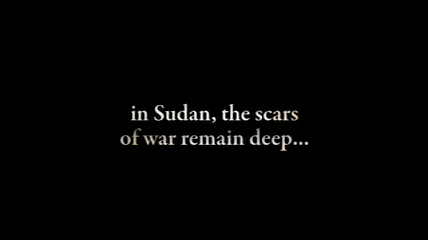 in Sudan, the scars
of war remain deep...